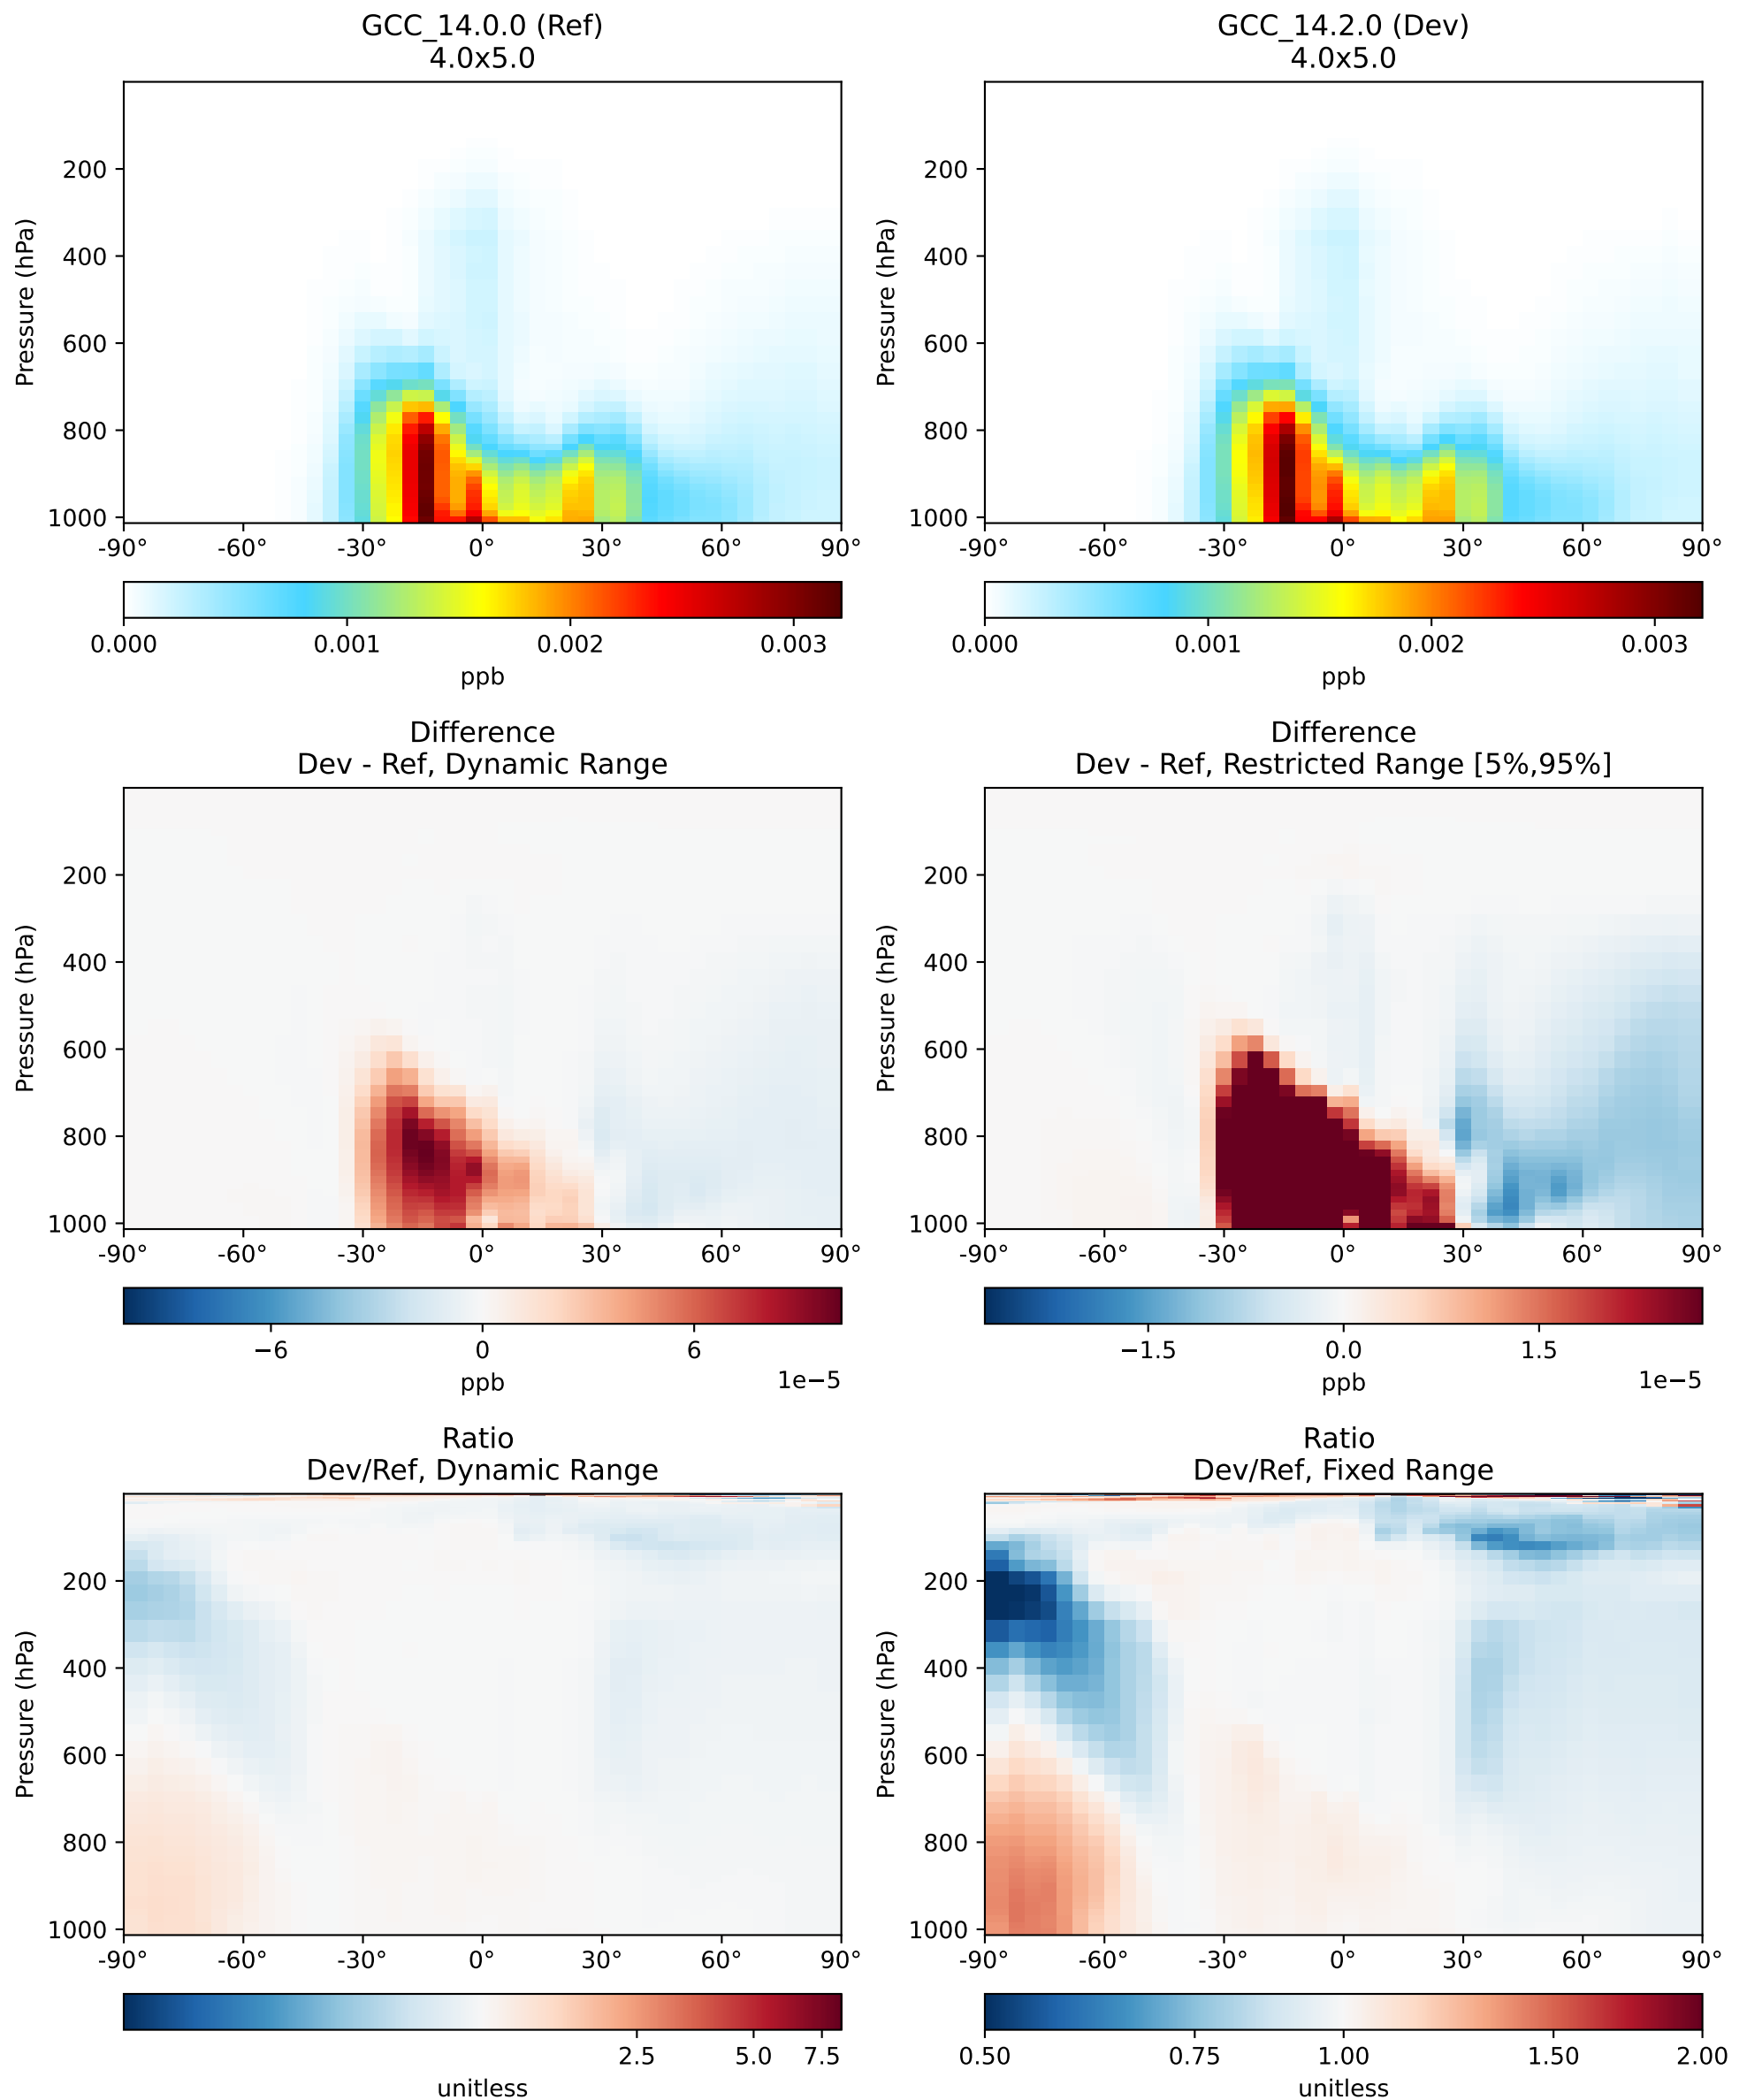 GCC_14.0.0 (Ref)
4.0x5.0
Pressure (hPa)
200
400
600
800
1000
-90° -60° -30° 0° 30° 60° 90°
0.000 0.001 0.002 0.003
ppb
GCC_14.2.0 (Dev)
4.0x5.0
Pressure (hPa)
200
400
600
800
1000
-90° -60° -30° 0° 30° 60° 90°
0.000 0.001 0.002 0.003
ppb
Difference
Dev - Ref, Dynamic Range
Pressure (hPa)
200
400
600
800
1000
-90° -60° -30° 0° 30° 60° 90°
−6 0 6
1e−5
ppb
Difference
Dev - Ref, Restricted Range [5%,95%]
Pressure (hPa)
200
400
600
800
1000
-90° -60° -30° 0° 30° 60° 90°
−1.5 0.0 1.5
1e−5
ppb
Ratio
Dev/Ref, Dynamic Range
Pressure (hPa)
200
400
600
800
1000
-90° -60° -30° 0° 30° 60° 90°
2.5 5.0 7.5
unitless
Ratio
Dev/Ref, Fixed Range
Pressure (hPa)
200
400
600
800
1000
-90° -60° -30° 0° 30° 60° 90°
0.50 0.75 1.00 1.50 2.00
unitless